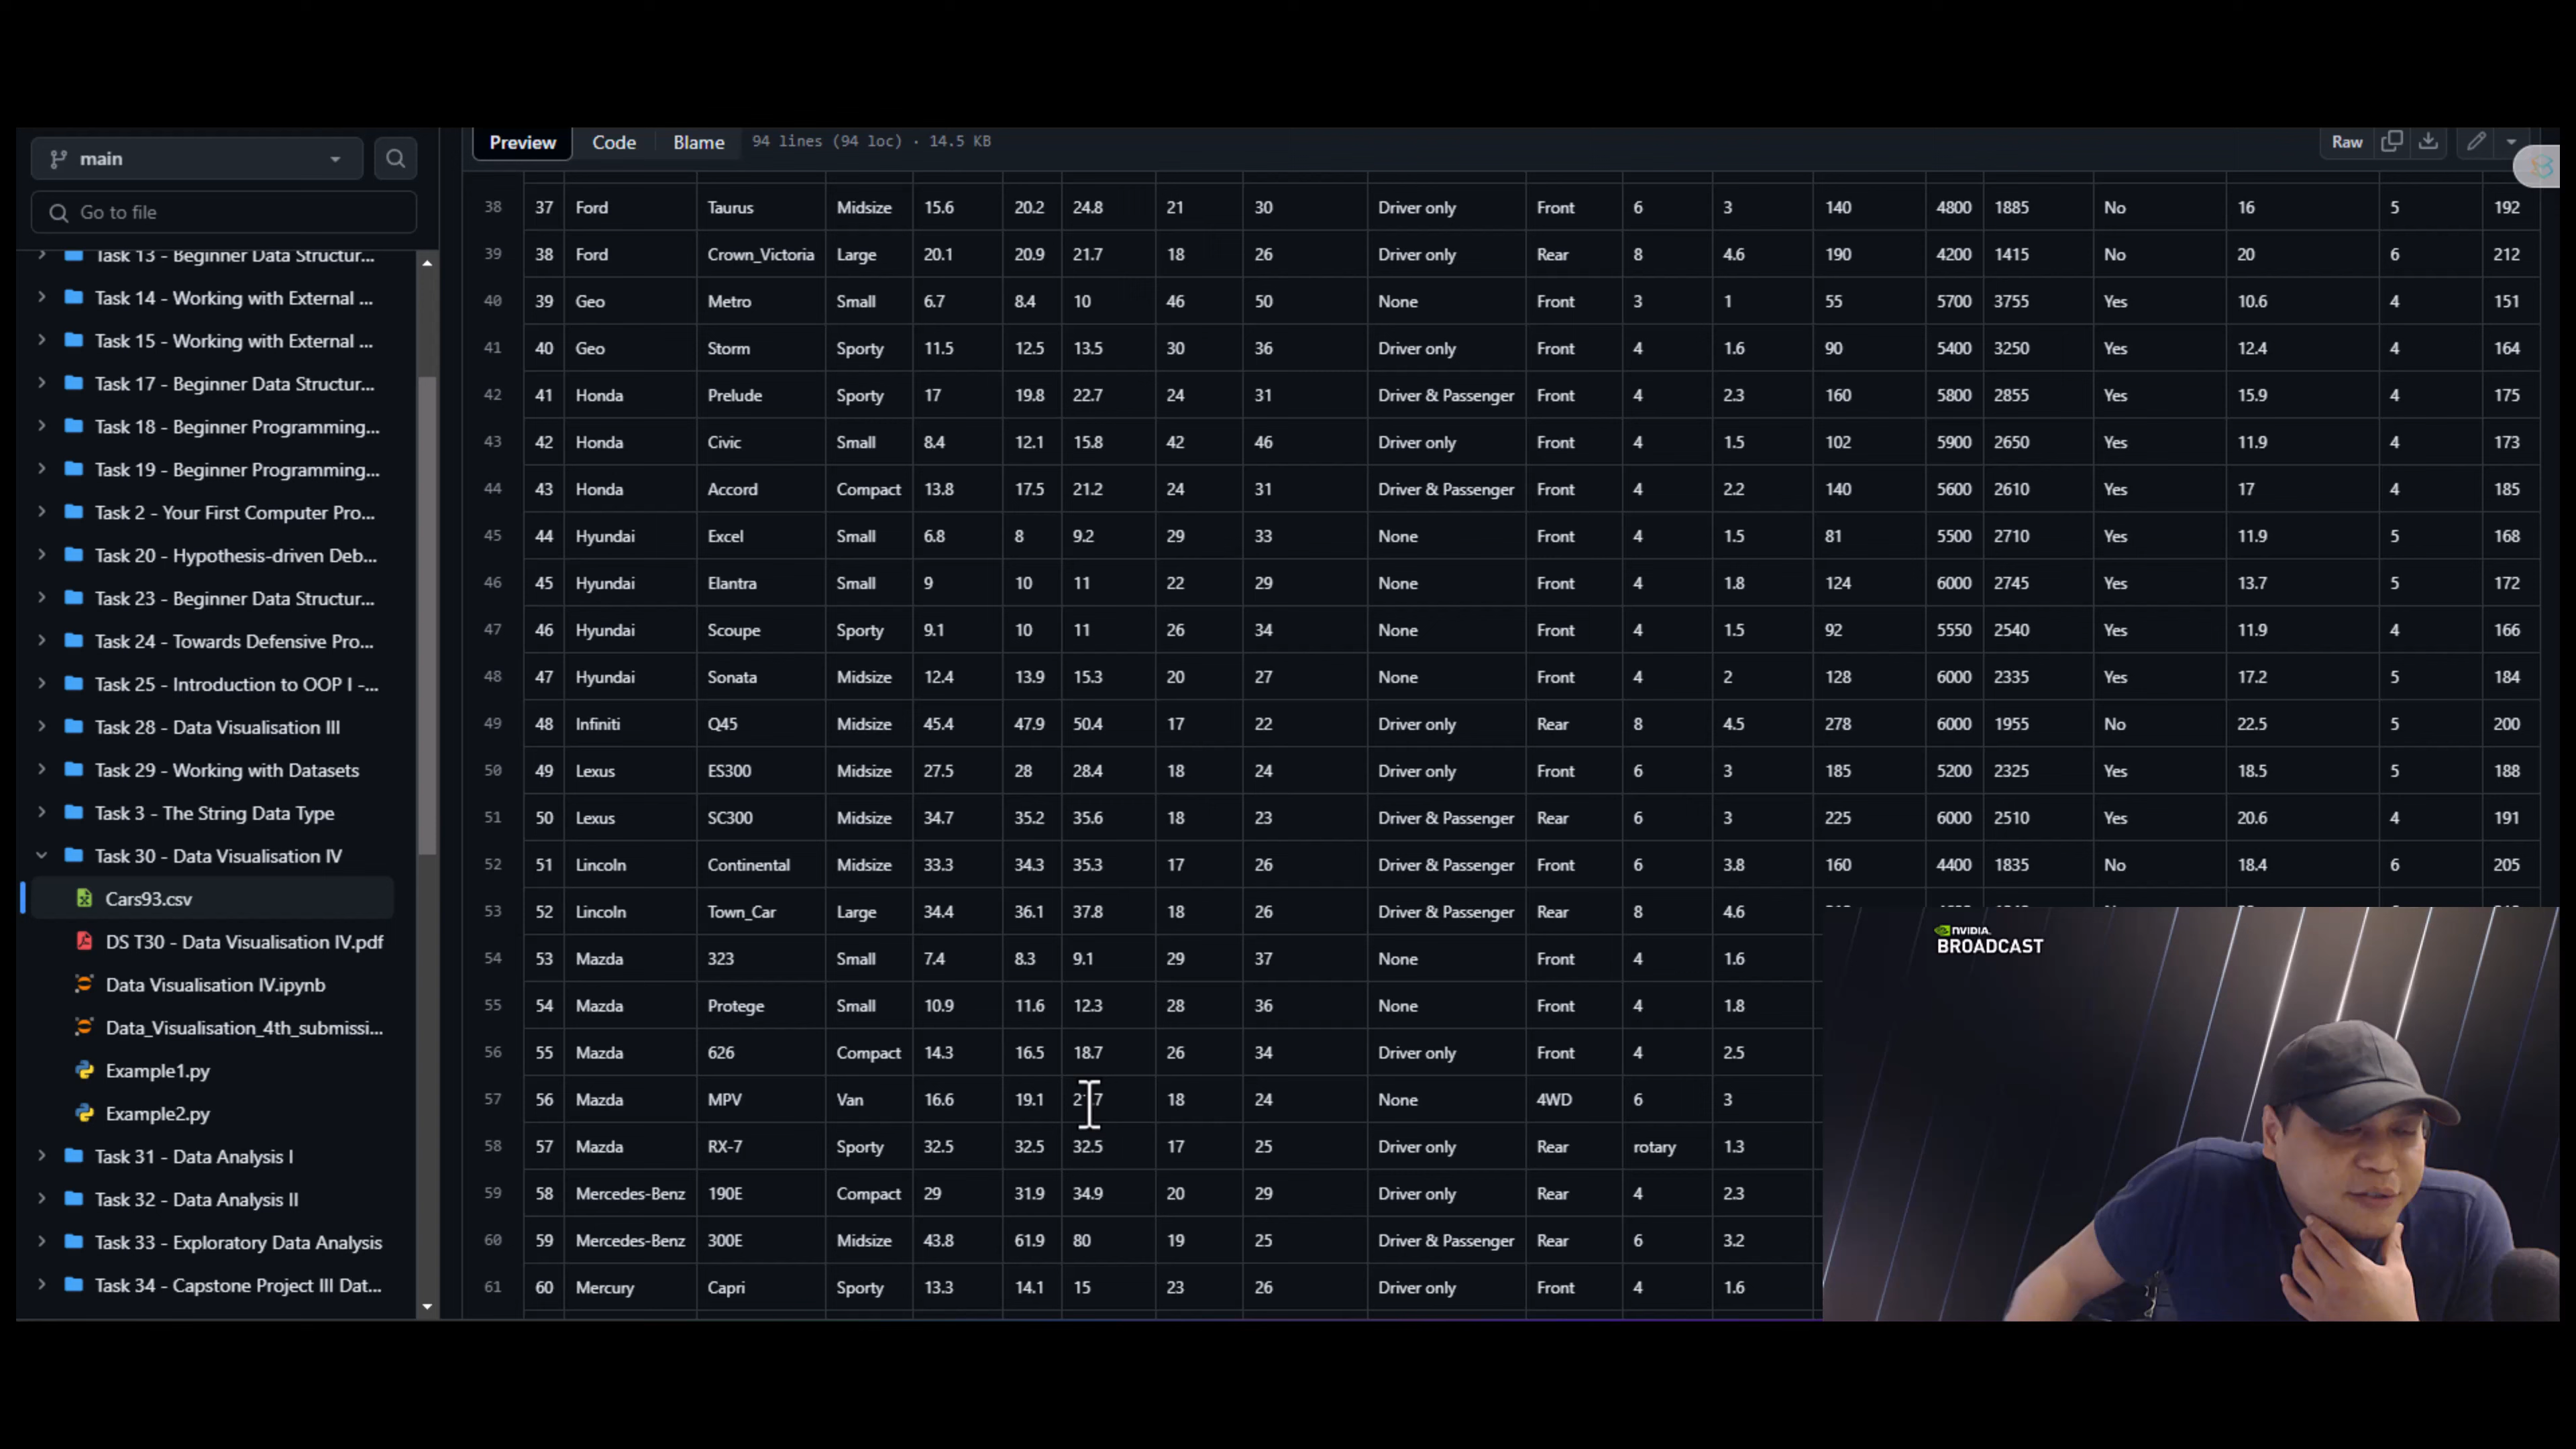 main
Go to file
Task 13 - Beginner Data Structur...
Task 14 - Working with External ...
Task 15 - Working with External ...
Task 17 - Beginner Data Structur...
Task 18 - Beginner Programming...
Task 19 - Beginner Programming...
Task 2 - Your First Computer Pro...
Task 20 - Hypothesis-driven Deb...
Task 23 - Beginner Data Structur...
Task 24 - Towards Defensive Pro...
Task 25 - Introduction to OOP I -...
Task 28 - Data Visualisation III
Task 29 - Working with Datasets
Task 3 - The String Data Type
Task 30 - Data Visualisation IV
Cars93.csv
DS T30 - Data Visualisation IV.pdf
Data Visualisation IV.ipynb
Data_Visualisation_4th_submissi...
Example1.py
Example2.py
Task 31 - Data Analysis I
Task 32 - Data Analysis II
Task 33 - Exploratory Data Analysis
Task 34 - Capstone Project III Dat...
Preview Code Blame 94 lines (94 loc) · 14.5 KB Raw
38 37 Ford Taurus Midsize 15.6 20.2 24.8 21 30 Driver only Front 6 3 140 4800 1885 No 16 5 192
39 38 Ford Crown_Victoria Large 20.1 20.9 21.7 18 26 Driver only Rear 8 4.6 190 4200 1415 No 20 6 212
40 39 Geo Metro Small 6.7 8.4 10 46 50 None Front 3 1 55 5700 3755 Yes 10.6 4 151
41 40 Geo Storm Sporty 11.5 12.5 13.5 30 36 Driver only Front 4 1.6 90 5400 3250 Yes 12.4 4 164
42 41 Honda Prelude Sporty 17 19.8 22.7 24 31 Driver & Passenger Front 4 2.3 160 5800 2855 Yes 15.9 4 175
43 42 Honda Civic Small 8.4 12.1 15.8 42 46 Driver only Front 4 1.5 102 5900 2650 Yes 11.9 4 173
44 43 Honda Accord Compact 13.8 17.5 21.2 24 31 Driver & Passenger Front 4 2.2 140 5600 2610 Yes 17 4 185
45 44 Hyundai Excel Small 6.8 8 9.2 29 33 None Front 4 1.5 81 5500 2710 Yes 11.9 5 168
46 45 Hyundai Elantra Small 9 10 11 22 29 None Front 4 1.8 124 6000 2745 Yes 13.7 5 172
47 46 Hyundai Scoupe Sporty 9.1 10 11 26 34 None Front 4 1.5 92 5550 2540 Yes 11.9 4 166
48 47 Hyundai Sonata Midsize 12.4 13.9 15.3 20 27 None Front 4 2 128 6000 2335 Yes 17.2 5 184
49 48 Infiniti Q45 Midsize 45.4 47.9 50.4 17 22 Driver only Rear 8 4.5 278 6000 1955 No 22.5 5 200
50 49 Lexus ES300 Midsize 27.5 28 28.4 18 24 Driver only Front 6 3 185 5200 2325 Yes 18.5 5 188
51 50 Lexus SC300 Midsize 34.7 35.2 35.6 18 23 Driver & Passenger Rear 6 3 225 6000 2510 Yes 20.6 4 191
52 51 Lincoln Continental Midsize 33.3 34.3 35.3 17 26 Driver & Passenger Front 6 3.8 160 4400 1835 No 18.4 6 205
53 52 Lincoln Town_Car Large 34.4 36.1 37.8 18 26 Driver & Passenger Rear 8 4.6
54 53 Mazda 323 Small 7.4 8.3 9.1 29 37 None Front 4 1.6
55 54 Mazda Protege Small 10.9 11.6 12.3 28 36 None Front 4 1.8
56 55 Mazda 626 Compact 14.3 16.5 18.7 26 34 Driver only Front 4 2.5
57 56 Mazda MPV Van 16.6 19.1 18 24 None 4WD 6 3
58 57 Mazda RX-7 Sporty 32.5 32.5 32.5 17 25 Driver only Rear rotary 1.3
59 58 Mercedes-Benz 190E Compact 29 31.9 34.9 20 29 Driver only Rear 4 2.3
60 59 Mercedes-Benz 300E Midsize 43.8 61.9 80 19 25 Driver & Passenger Rear 6 3.2
61 60 Mercury Capri Sporty 13.3 14.1 15 23 26 Driver only Front 4 1.6
NVIDIA.
BROADCAST